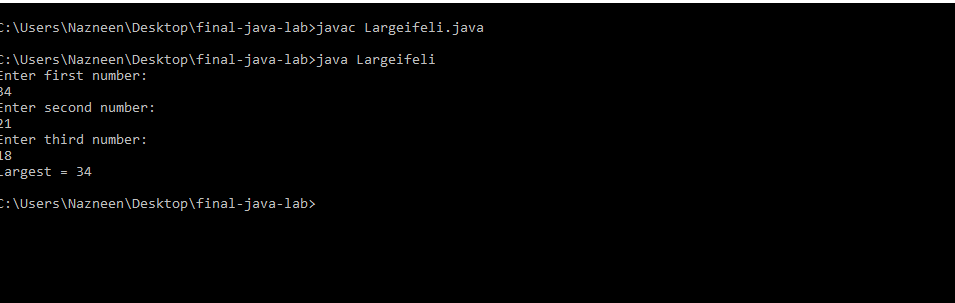 C:\Users\Nazneen\Desktop\final-java-lab>javac Largeifeli.java
C:\Users\Nazneen\Desktop\final-java-lab>java Largeifeli
Enter first number:
34
Enter second number:
21
Enter third number:
18
Largest = 34
C:\Users\Nazneen\Desktop\final-java-lab>